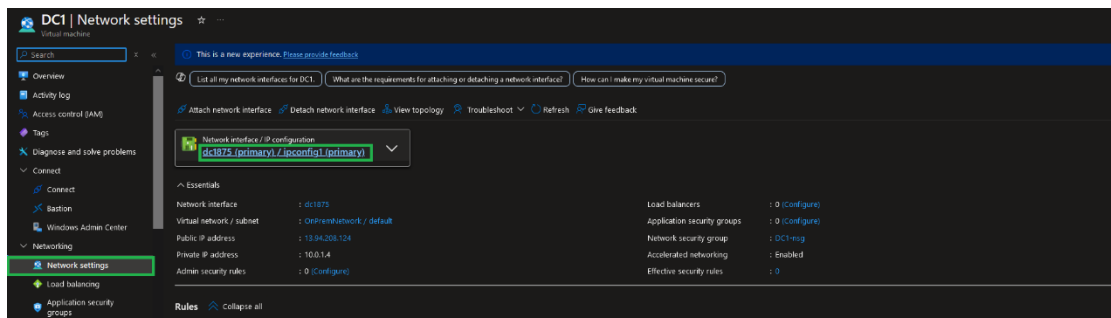 DC1 | Network settings
Virtual machine
Search
Overview
Activity log
Access control (IAM)
Tags
Diagnose and solve problems
Connect
Connect
Bastion
Windows Admin Center
Networking
Network settings
Load balancing
Application security groups
This is a new experience. Please provide feedback
List all my network interfaces for DC1. What are the requirements for attaching or detaching a network interface? How can I make my virtual machine secure?
Attach network interface Detach network interface View topology Troubleshoot Refresh Give feedback
Network interface / IP configuration
dc1875 (primary) / ipconfig1 (primary)
Essentials
Network interface : dc1875
Virtual network / subnet : OnPremNetwork / default
Public IP address : 13.94.208.124
Private IP address : 10.0.1.4
Admin security rules : 0 (Configure)
Load balancers : 0 (Configure)
Application security groups : 0 (Configure)
Network security group : DC1-nsg
Accelerated networking : Enabled
Effective security rules : 0
Rules Collapse all